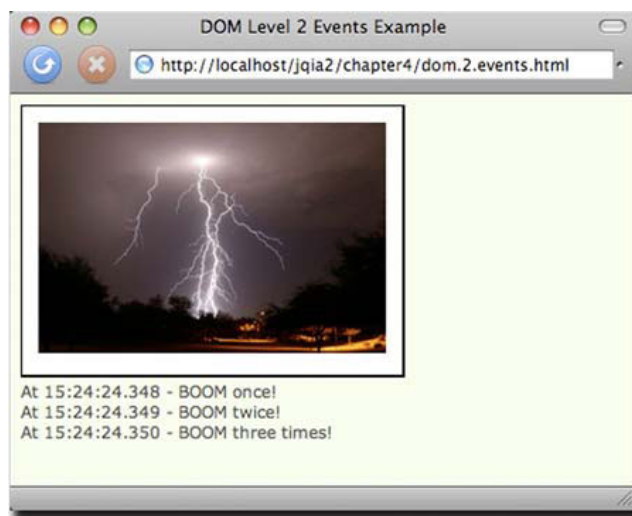 DOM Level 2 Events Example
http://localhost/jqia2/chapter4/dom.2.events.html
At 15:24:24.348 - BOOM once!
At 15:24:24.349 - BOOM twice!
At 15:24:24.350 - BOOM three times!